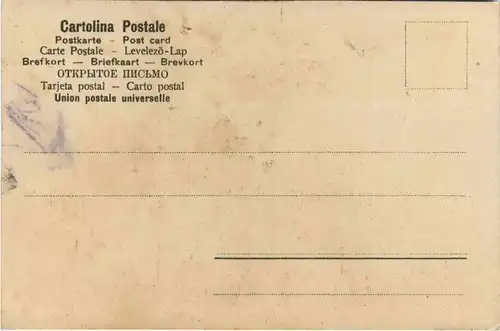 Cartolina Postale
Postkarte - Post card
Carte Postale - Levelezõ-Lap
Brefkort — Briefkaart — Brevkort
ОТКРЫТОЕ ПИСЬМО
Tarjeta postal — Carto postal
Union postale universelle